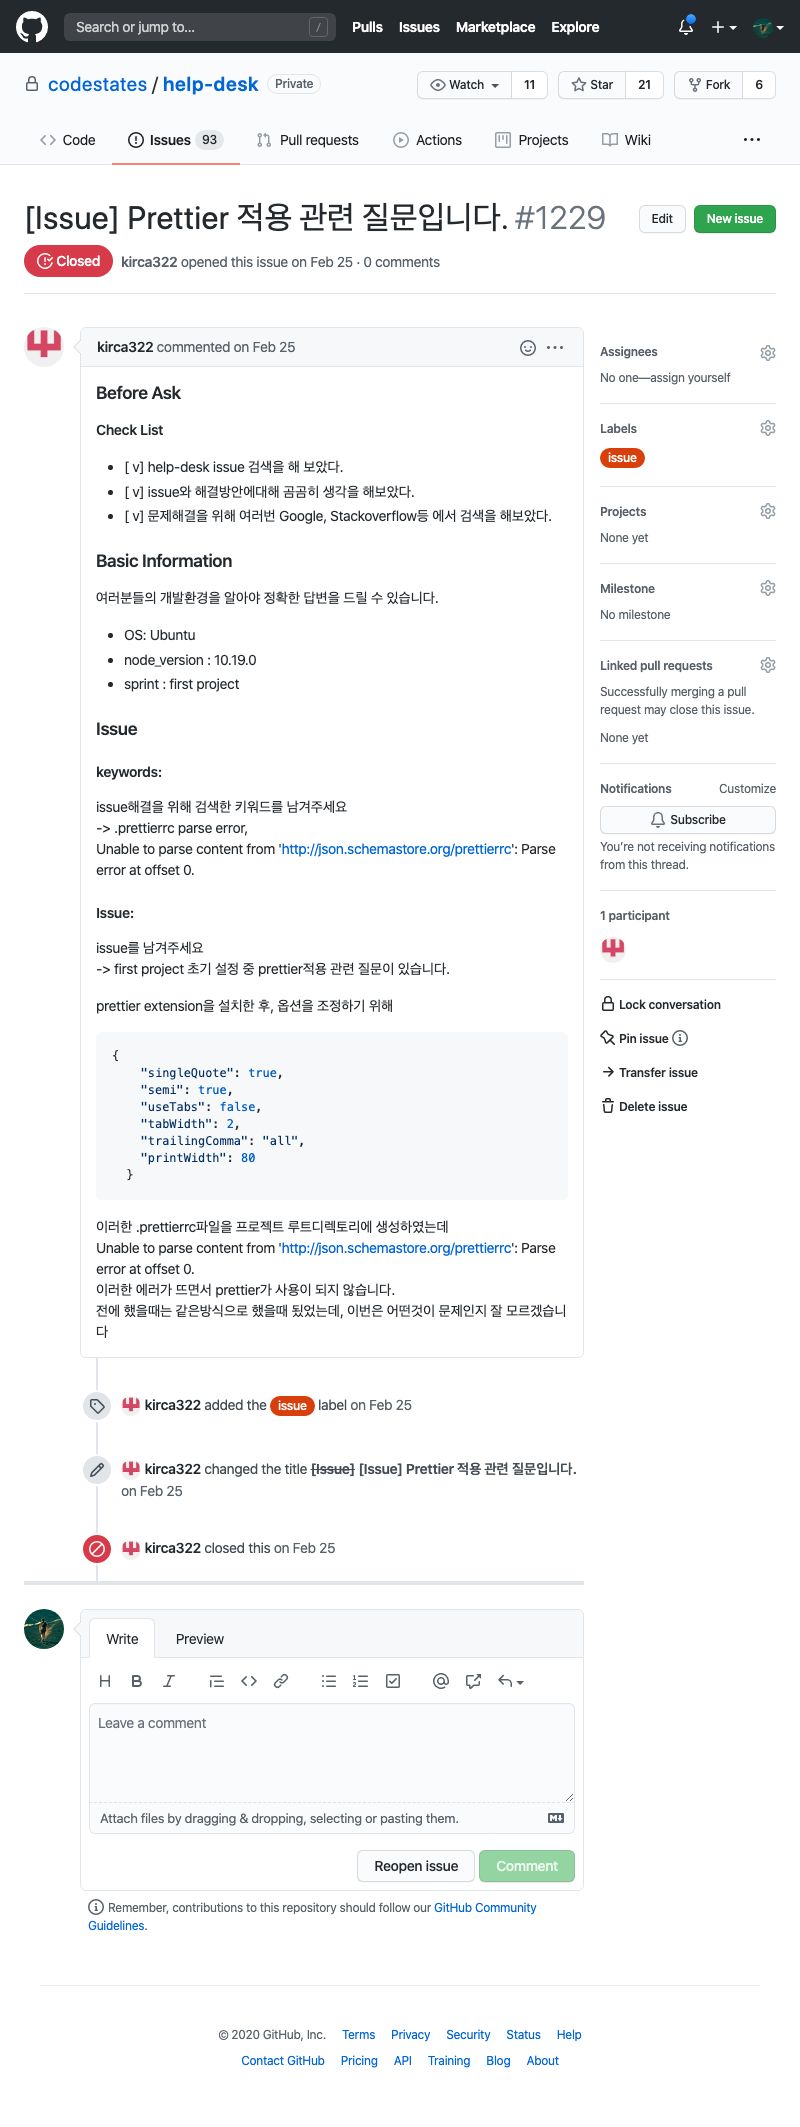 Search or jump to... /
Pulls Issues Marketplace Explore
codestates / help-desk Private
Watch 11 Star 21 Fork 6
Code Issues 93 Pull requests Actions Projects Wiki ...
[Issue] Prettier 적용 관련 질문입니다. #1229
Edit New issue
Closed kirca322 opened this issue on Feb 25 · 0 comments
kirca322 commented on Feb 25
Before Ask
Check List
• [ v] help-desk issue 검색을 해 보았다.
• [ v] issue와 해결방안에대해 곰곰히 생각을 해보았다.
• [ v] 문제해결을 위해 여러번 Google, Stackoverflow등 에서 검색을 해보았다.
Basic Information
여러분들의 개발환경을 알아야 정확한 답변을 드릴 수 있습니다.
• OS: Ubuntu
• node_version : 10.19.0
• sprint : first project
Issue
keywords:
issue해결을 위해 검색한 키워드를 남겨주세요
-> .prettierrc parse error,
Unable to parse content from 'http://json.schemastore.org/prettierrc': Parse
error at offset 0.
Issue:
issue를 남겨주세요
-> first project 초기 설정 중 prettier적용 관련 질문이 있습니다.
prettier extension을 설치한 후, 옵션을 조정하기 위해
{
"singleQuote": true,
"semi": true,
"useTabs": false,
"tabWidth": 2,
"trailingComma": "all",
"printWidth": 80
}
이러한 .prettierrc파일을 프로젝트 루트디렉토리에 생성하였는데
Unable to parse content from 'http://json.schemastore.org/prettierrc': Parse
error at offset 0.
이러한 에러가 뜨면서 prettier가 사용이 되지 않습니다.
전에 했을때는 같은방식으로 했을때 됬었는데, 이번은 어떤것이 문제인지 잘 모르겠습니
다
Assignees
No one—assign yourself
Labels
issue
Projects
None yet
Milestone
No milestone
Linked pull requests
Successfully merging a pull
request may close this issue.
None yet
Notifications Customize
Subscribe
You're not receiving notifications
from this thread.
1 participant
Lock conversation
Pin issue
Transfer issue
Delete issue
kirca322 added the issue label on Feb 25
kirca322 changed the title [Issue] [Issue] Prettier 적용 관련 질문입니다.
on Feb 25
kirca322 closed this on Feb 25
Write Preview
Leave a comment
Attach files by dragging & dropping, selecting or pasting them.
Reopen issue Comment
Remember, contributions to this repository should follow our GitHub Community
Guidelines.
© 2020 GitHub, Inc. Terms Privacy Security Status Help
Contact GitHub Pricing API Training Blog About